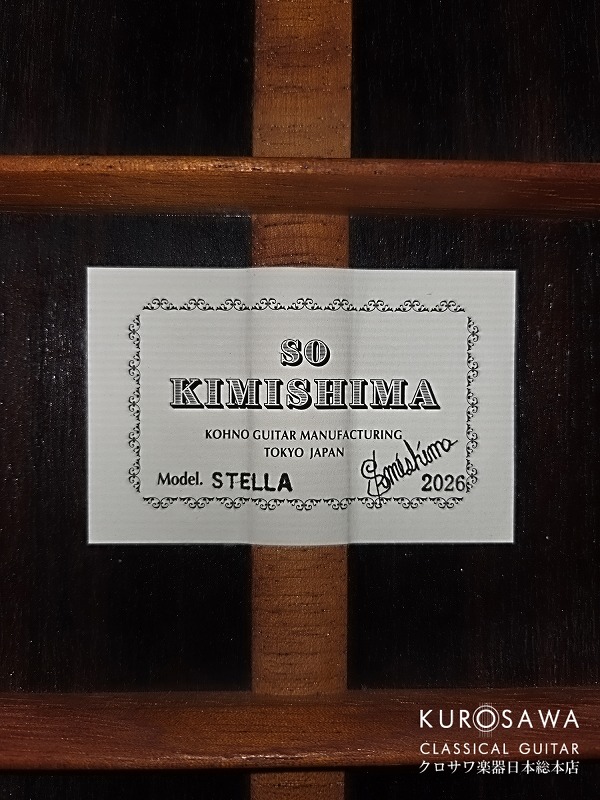 SO
KIMISHIMA
KOHNO GUITAR MANUFACTURING
TOKYO JAPAN
Model. STELLA
Kimishima
2026
KUROSAWA
CLASSICAL GUITAR
クロサワ楽器日本総本店